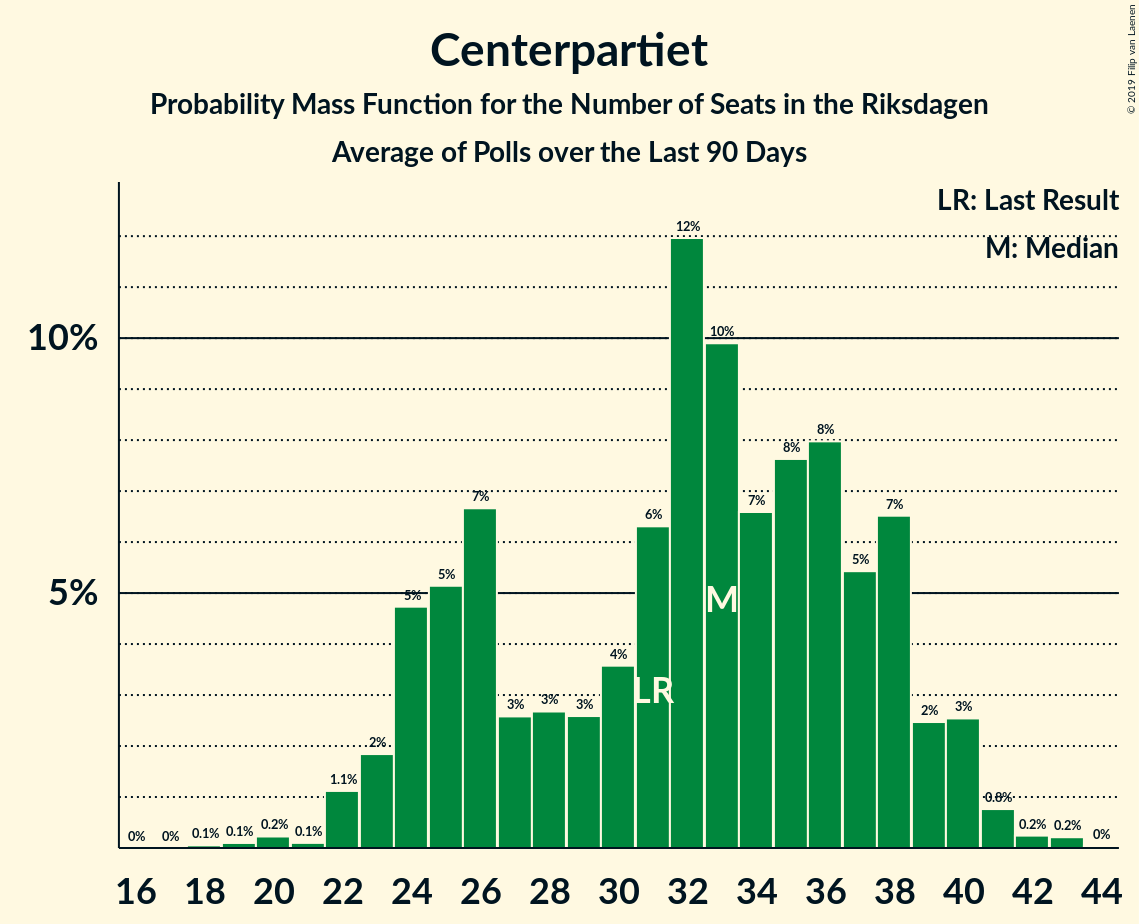 Centerpartiet
Probability Mass Function for the Number of Seats in the Riksdagen
Average of Polls over the Last 90 Days
© 2019 Filip van Laenen
LR: Last Result
M: Median
10%
5%
0% 0% 0.1% 0.1% 0.2% 0.1% 1.1% 2% 5% 5% 7% 3% 3% 3% 4% 6% 12% 10% 7% 8% 8% 5% 7% 2% 3% 0.8% 0.2% 0.2% 0%
M
LR
16 18 20 22 24 26 28 30 32 34 36 38 40 42 44